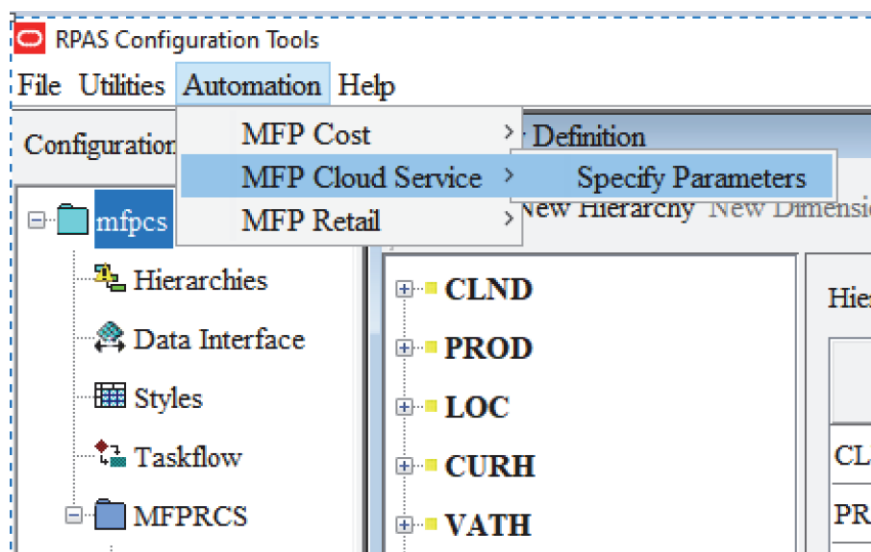 RPAS Configuration Tools
File Utilities Automation Help
Configuration
MFP Cost > Definition
MFP Cloud Service > Specify Parameters
MFP Retail >
New Hierarchy New Dimensi
mfpcs
Hierarchies
Data Interface
Styles
Taskflow
MFPRCS
CLND
PROD
LOC
CURH
VATH
Hie
CL
PR